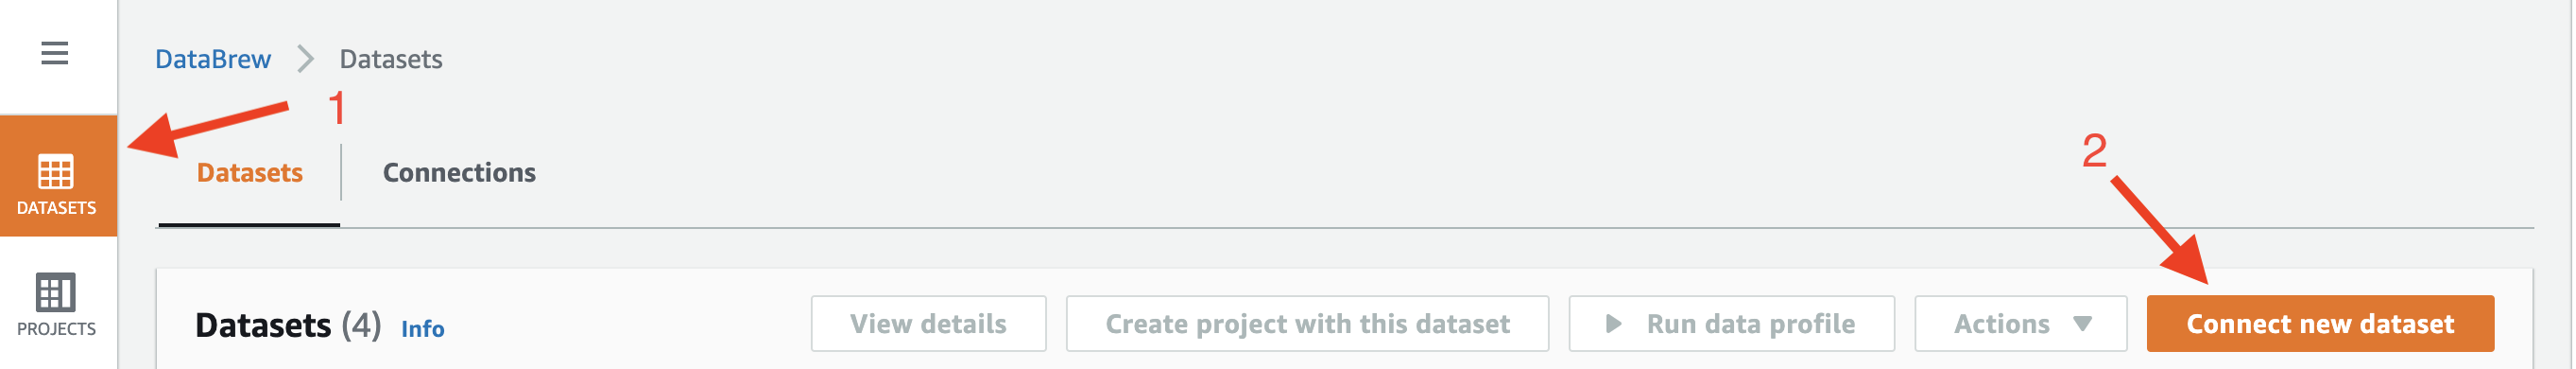 DataBrew Datasets
1
Datasets Connections
2
DATASETS
Datasets (4) Info View details Create project with this dataset Run data profile Actions Connect new dataset
PROJECTS